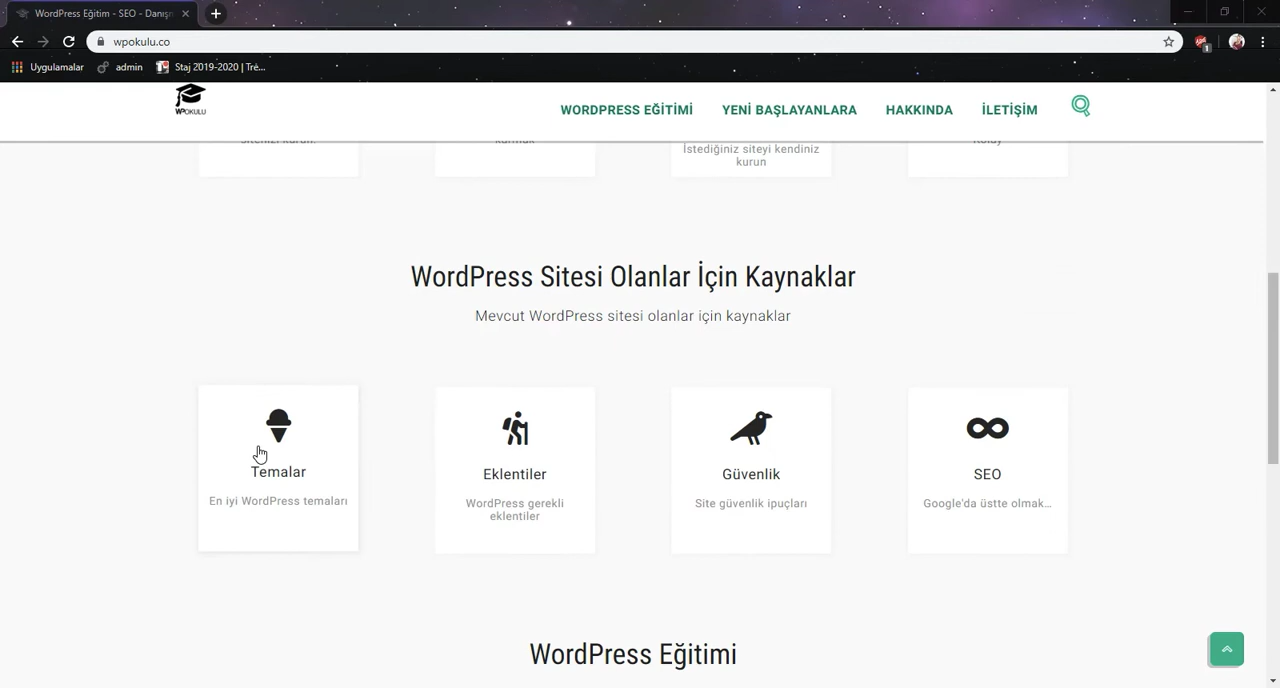 WordPress Eğitim - SEO - Danışn
wpokulu.co
1
Uygulamalar
admin
Staj 2019-2020 | Tre...
WPOKULU
WORDPRESS EĞİTİMİ
YENİ BAŞLAYANLARA
HAKKINDA
İLETİŞİM
sitenizi kurun.
kurmak
İstediğiniz siteyi kendiniz
kurun
Kolay
WordPress Sitesi Olanlar İçin Kaynaklar
Mevcut WordPress sitesi olanlar için kaynaklar
Temalar
En iyi WordPress temaları
Eklentiler
WordPress gerekli
eklentiler
Güvenlik
Site güvenlik ipuçları
SEO
Google'da üstte olmak...
WordPress Eğitimi